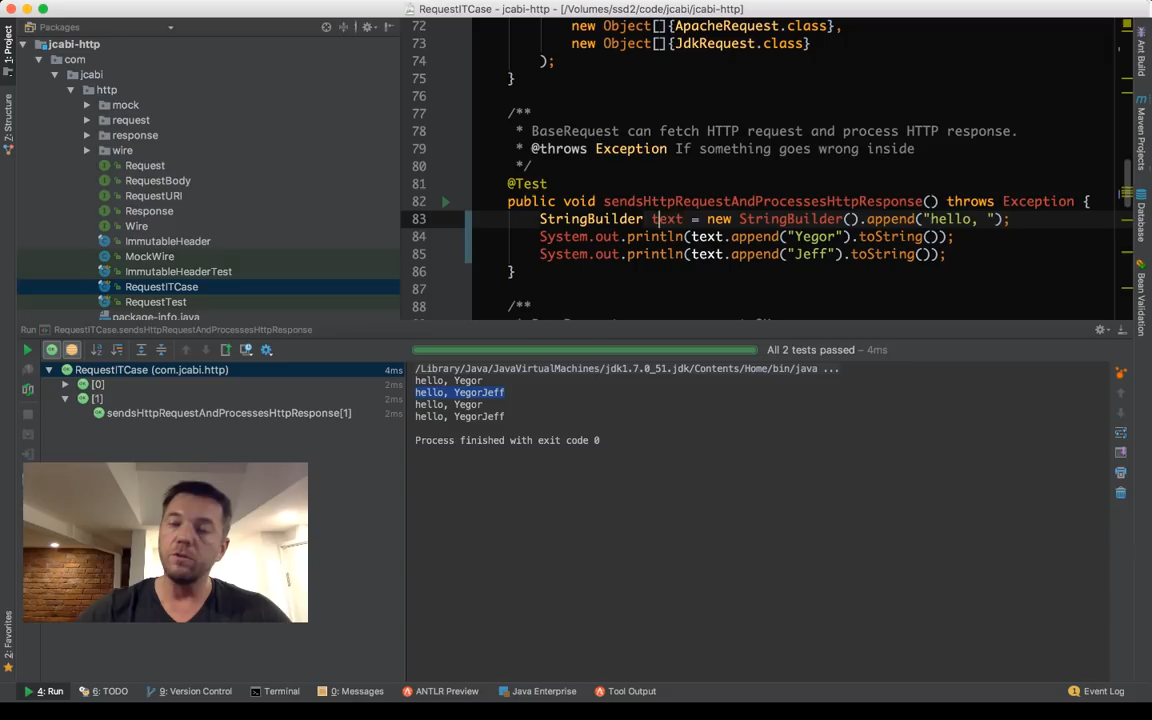 RequestITCase - jcabi-http - [/Volumes/ssd2/code/jcabi/jcabi-http]
Packages
1: Project
7: Structure
2: Favorites
jcabi-http
com
jcabi
http
mock
request
response
wire
Request
RequestBody
RequestURI
Response
Wire
ImmutableHeader
MockWire
ImmutableHeaderTest
RequestITCase
RequestTest
package-info.java
72 new Object[]{ApacheRequest.class},
73 new Object[]{JdkRequest.class}
74 );
75 }
76
77 /**
78 * BaseRequest can fetch HTTP request and process HTTP response.
79 * @throws Exception If something goes wrong inside
80 */
81 @Test
82 public void sendsHttpRequestAndProcessesHttpResponse() throws Exception {
83 StringBuilder text = new StringBuilder().append("hello, ");
84 System.out.println(text.append("Yegor").toString());
85 System.out.println(text.append("Jeff").toString());
86 }
87
88 /**
Ant Build
Maven Projects
Database
Bean Validation
Run RequestITCase.sendsHttpRequestAndProcessesHttpResponse
All 2 tests passed – 4ms
RequestITCase (com.jcabi.http) 4ms
[0] 2ms
[1] 2ms
sendsHttpRequestAndProcessesHttpResponse[1] 2ms
/Library/Java/JavaVirtualMachines/jdk1.7.0_51.jdk/Contents/Home/bin/java ...
hello, Yegor
hello, YegorJeff
hello, Yegor
hello, YegorJeff
Process finished with exit code 0
4: Run 6: TODO 9: Version Control Terminal 0: Messages ANTLR Preview Java Enterprise Tool Output 1 Event Log